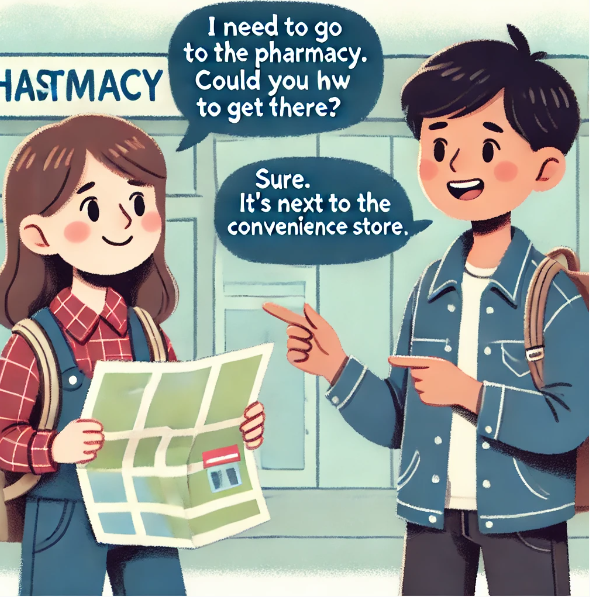 HASTMACY
I need to go
to the pharmacy.
Could you hw
to get there?
Sure.
It's next to the
convenience store.